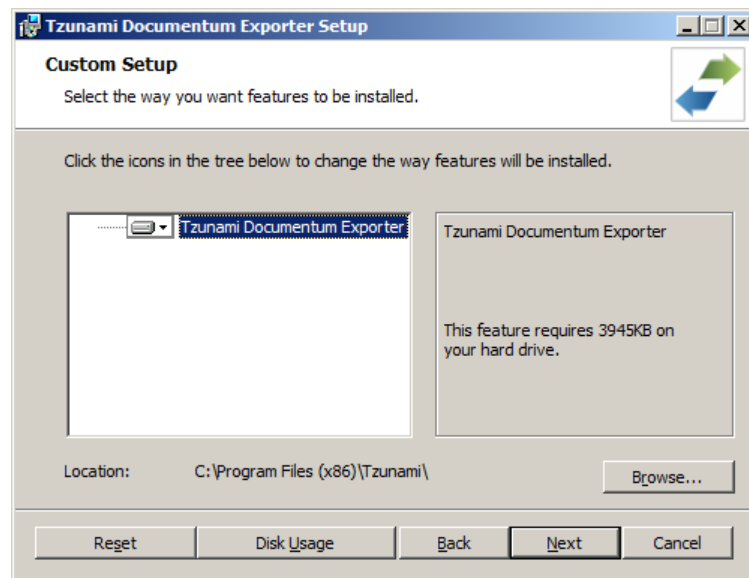 Tzunami Documentum Exporter Setup
Custom Setup
Select the way you want features to be installed.
Click the icons in the tree below to change the way features will be installed.
Tzunami Documentum Exporter
Tzunami Documentum Exporter
This feature requires 3945KB on
your hard drive.
Location: C:\Program Files (x86)\Tzunami\
Browse...
Reset Disk Usage Back Next Cancel